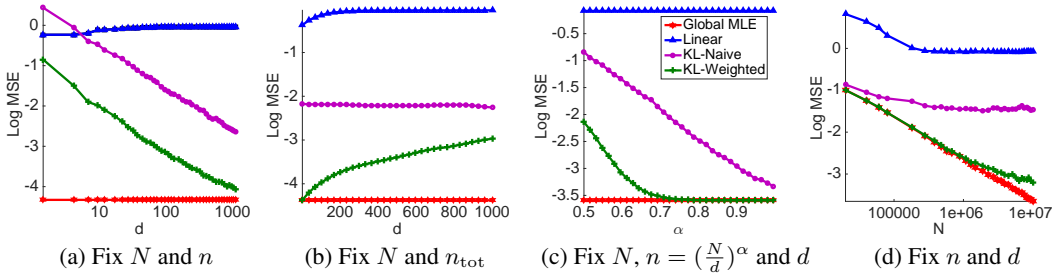 0
-1
-2
-3
-4
Log MSE
10
100
1000
d
(a) Fix N and n
0
-1
-2
-3
-4
Log MSE
200
400
600
800
1000
d
(b) Fix N and n_tot
-0.5
-1
-1.5
-2
-2.5
-3
-3.5
Log MSE
Global MLE
Linear
KL-Naive
KL-Weighted
0.5
0.6
0.7
0.8
0.9
α
(c) Fix N, n = (N/d)^α and d
0
-1
-2
-3
Log MSE
100000
1e+06
1e+07
N
(d) Fix n and d